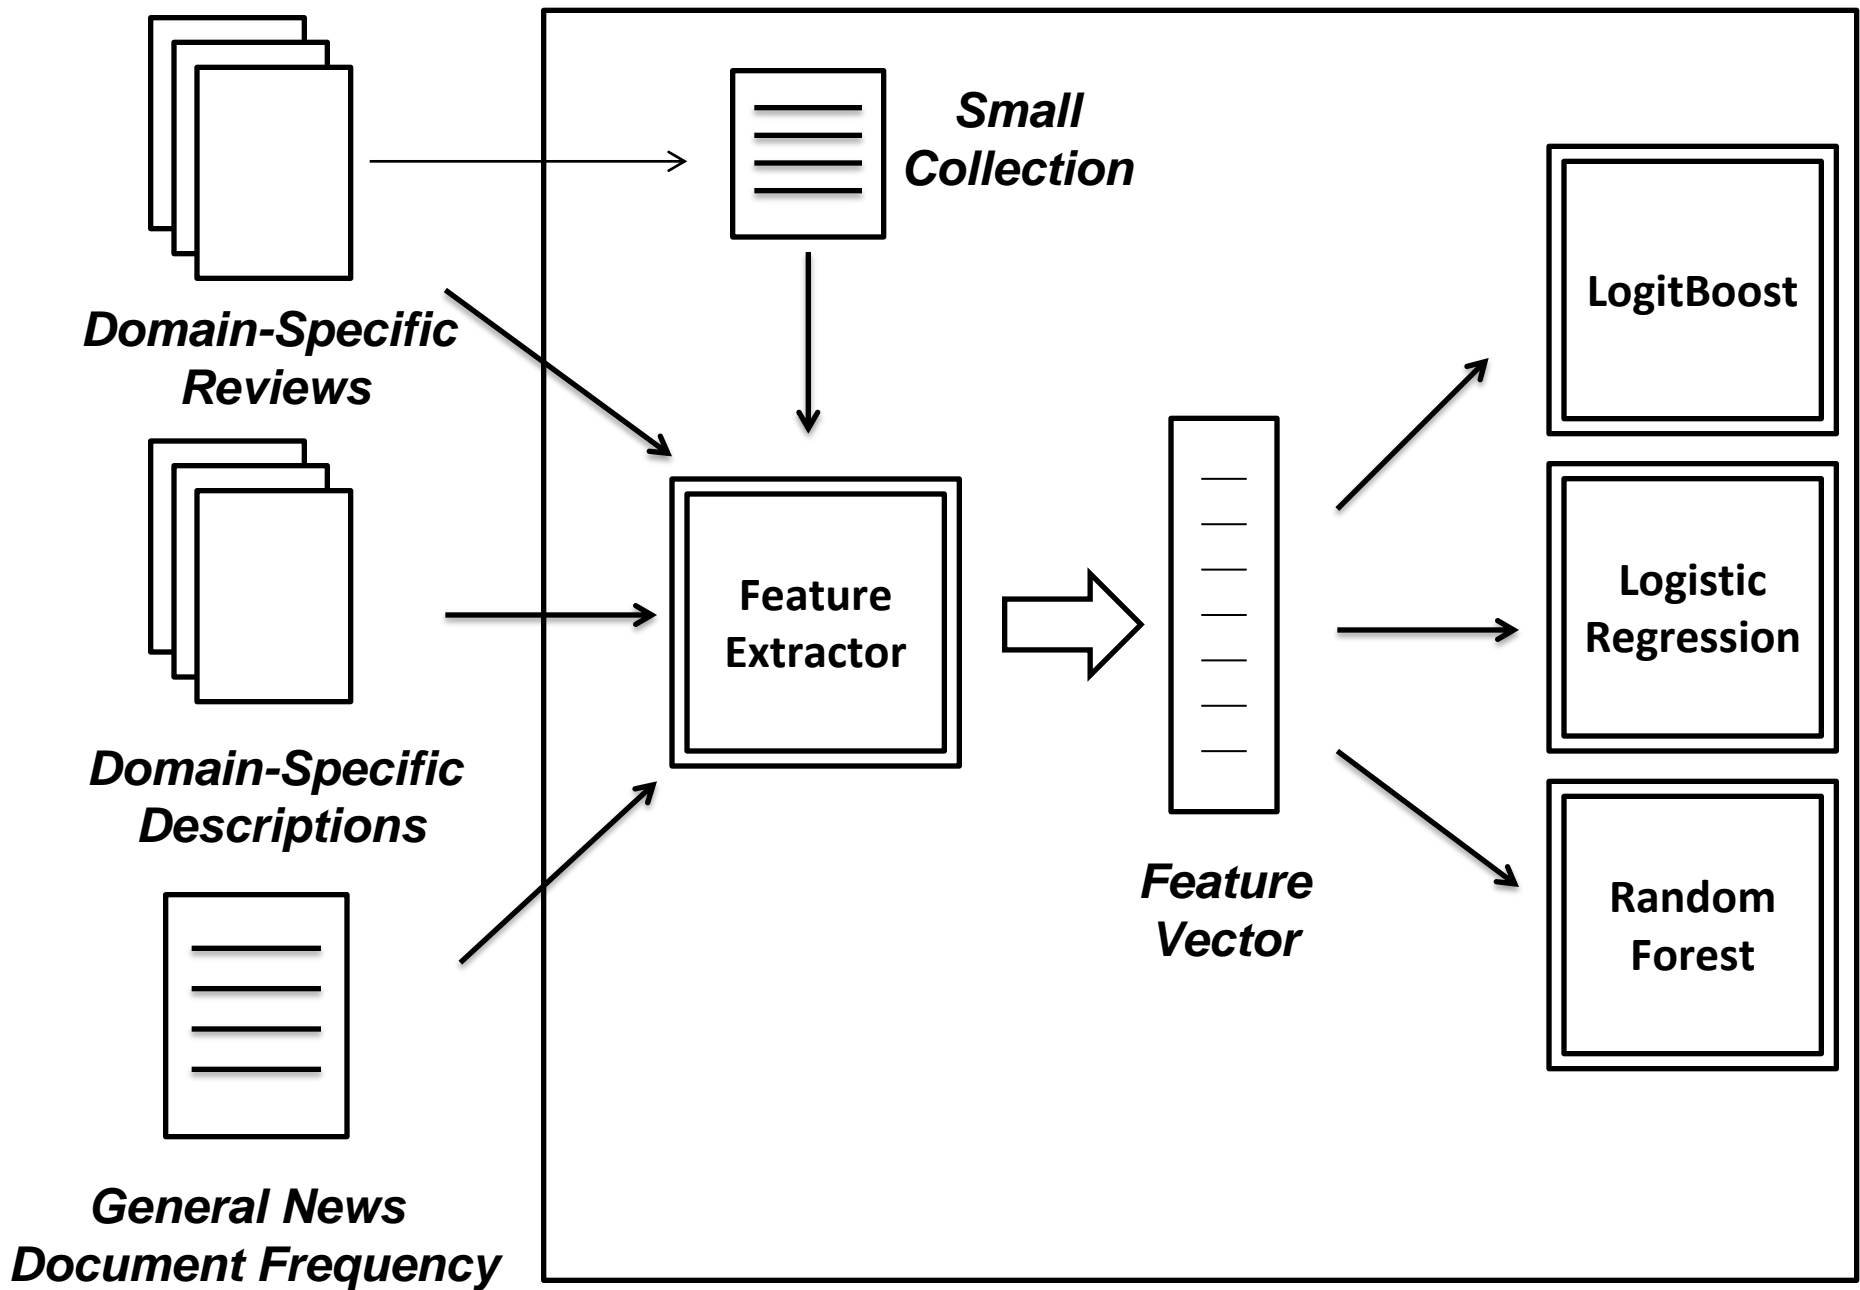 Small
Collection
Domain-Specific
Reviews
LogitBoost
Domain-Specific
Descriptions
Feature
Extractor
Logistic
Regression
Feature
Vector
Random
Forest
General News
Document Frequency